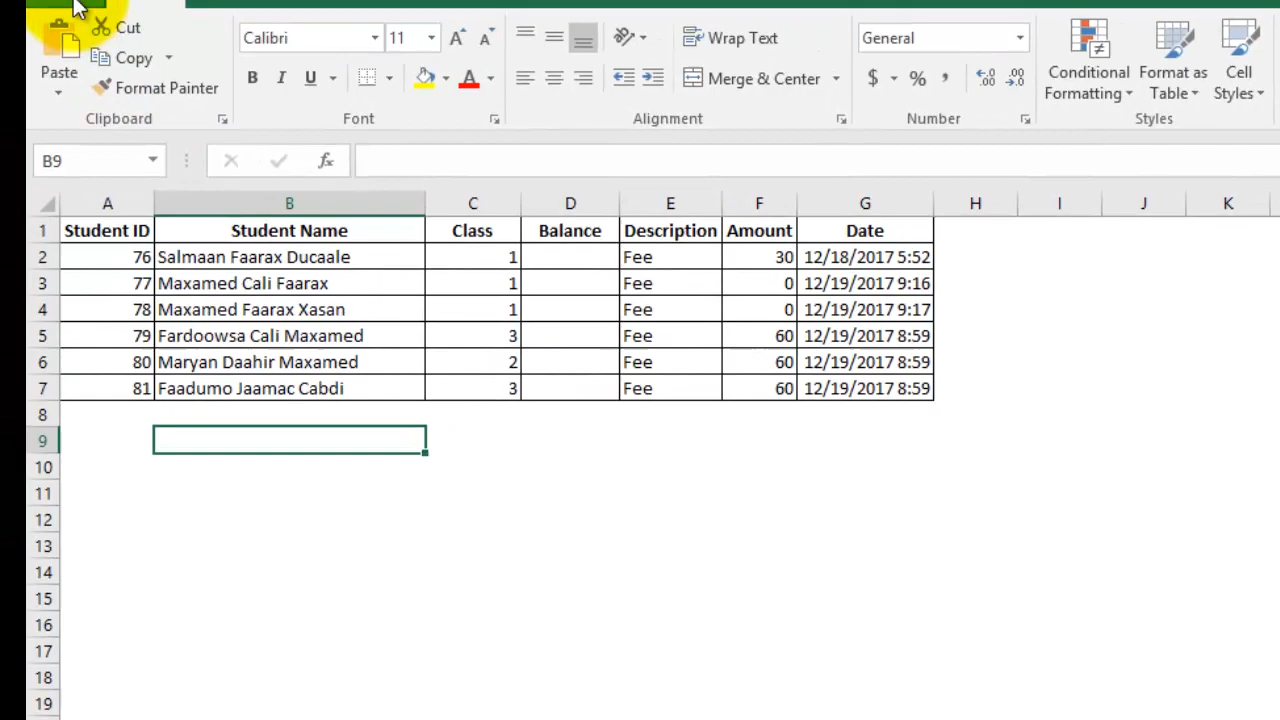 Cut
Calibri 11 Wrap Text General
Copy
Paste B I U Merge & Center $ % , Conditional Formatting Format as Table Cell Styles
Format Painter
Clipboard Font Alignment Number Styles
B9 fx
A B C D E F G H I J K
1 Student ID Student Name Class Balance Description Amount Date
2 76 Salmaan Faarax Ducaale 1 Fee 30 12/18/2017 5:52
3 77 Maxamed Cali Faarax 1 Fee 0 12/19/2017 9:16
4 78 Maxamed Faarax Xasan 1 Fee 0 12/19/2017 9:17
5 79 Fardoowsa Cali Maxamed 3 Fee 60 12/19/2017 8:59
6 80 Maryan Daahir Maxamed 2 Fee 60 12/19/2017 8:59
7 81 Faadumo Jaamac Cabdi 3 Fee 60 12/19/2017 8:59
8
9
10
11
12
13
14
15
16
17
18
19